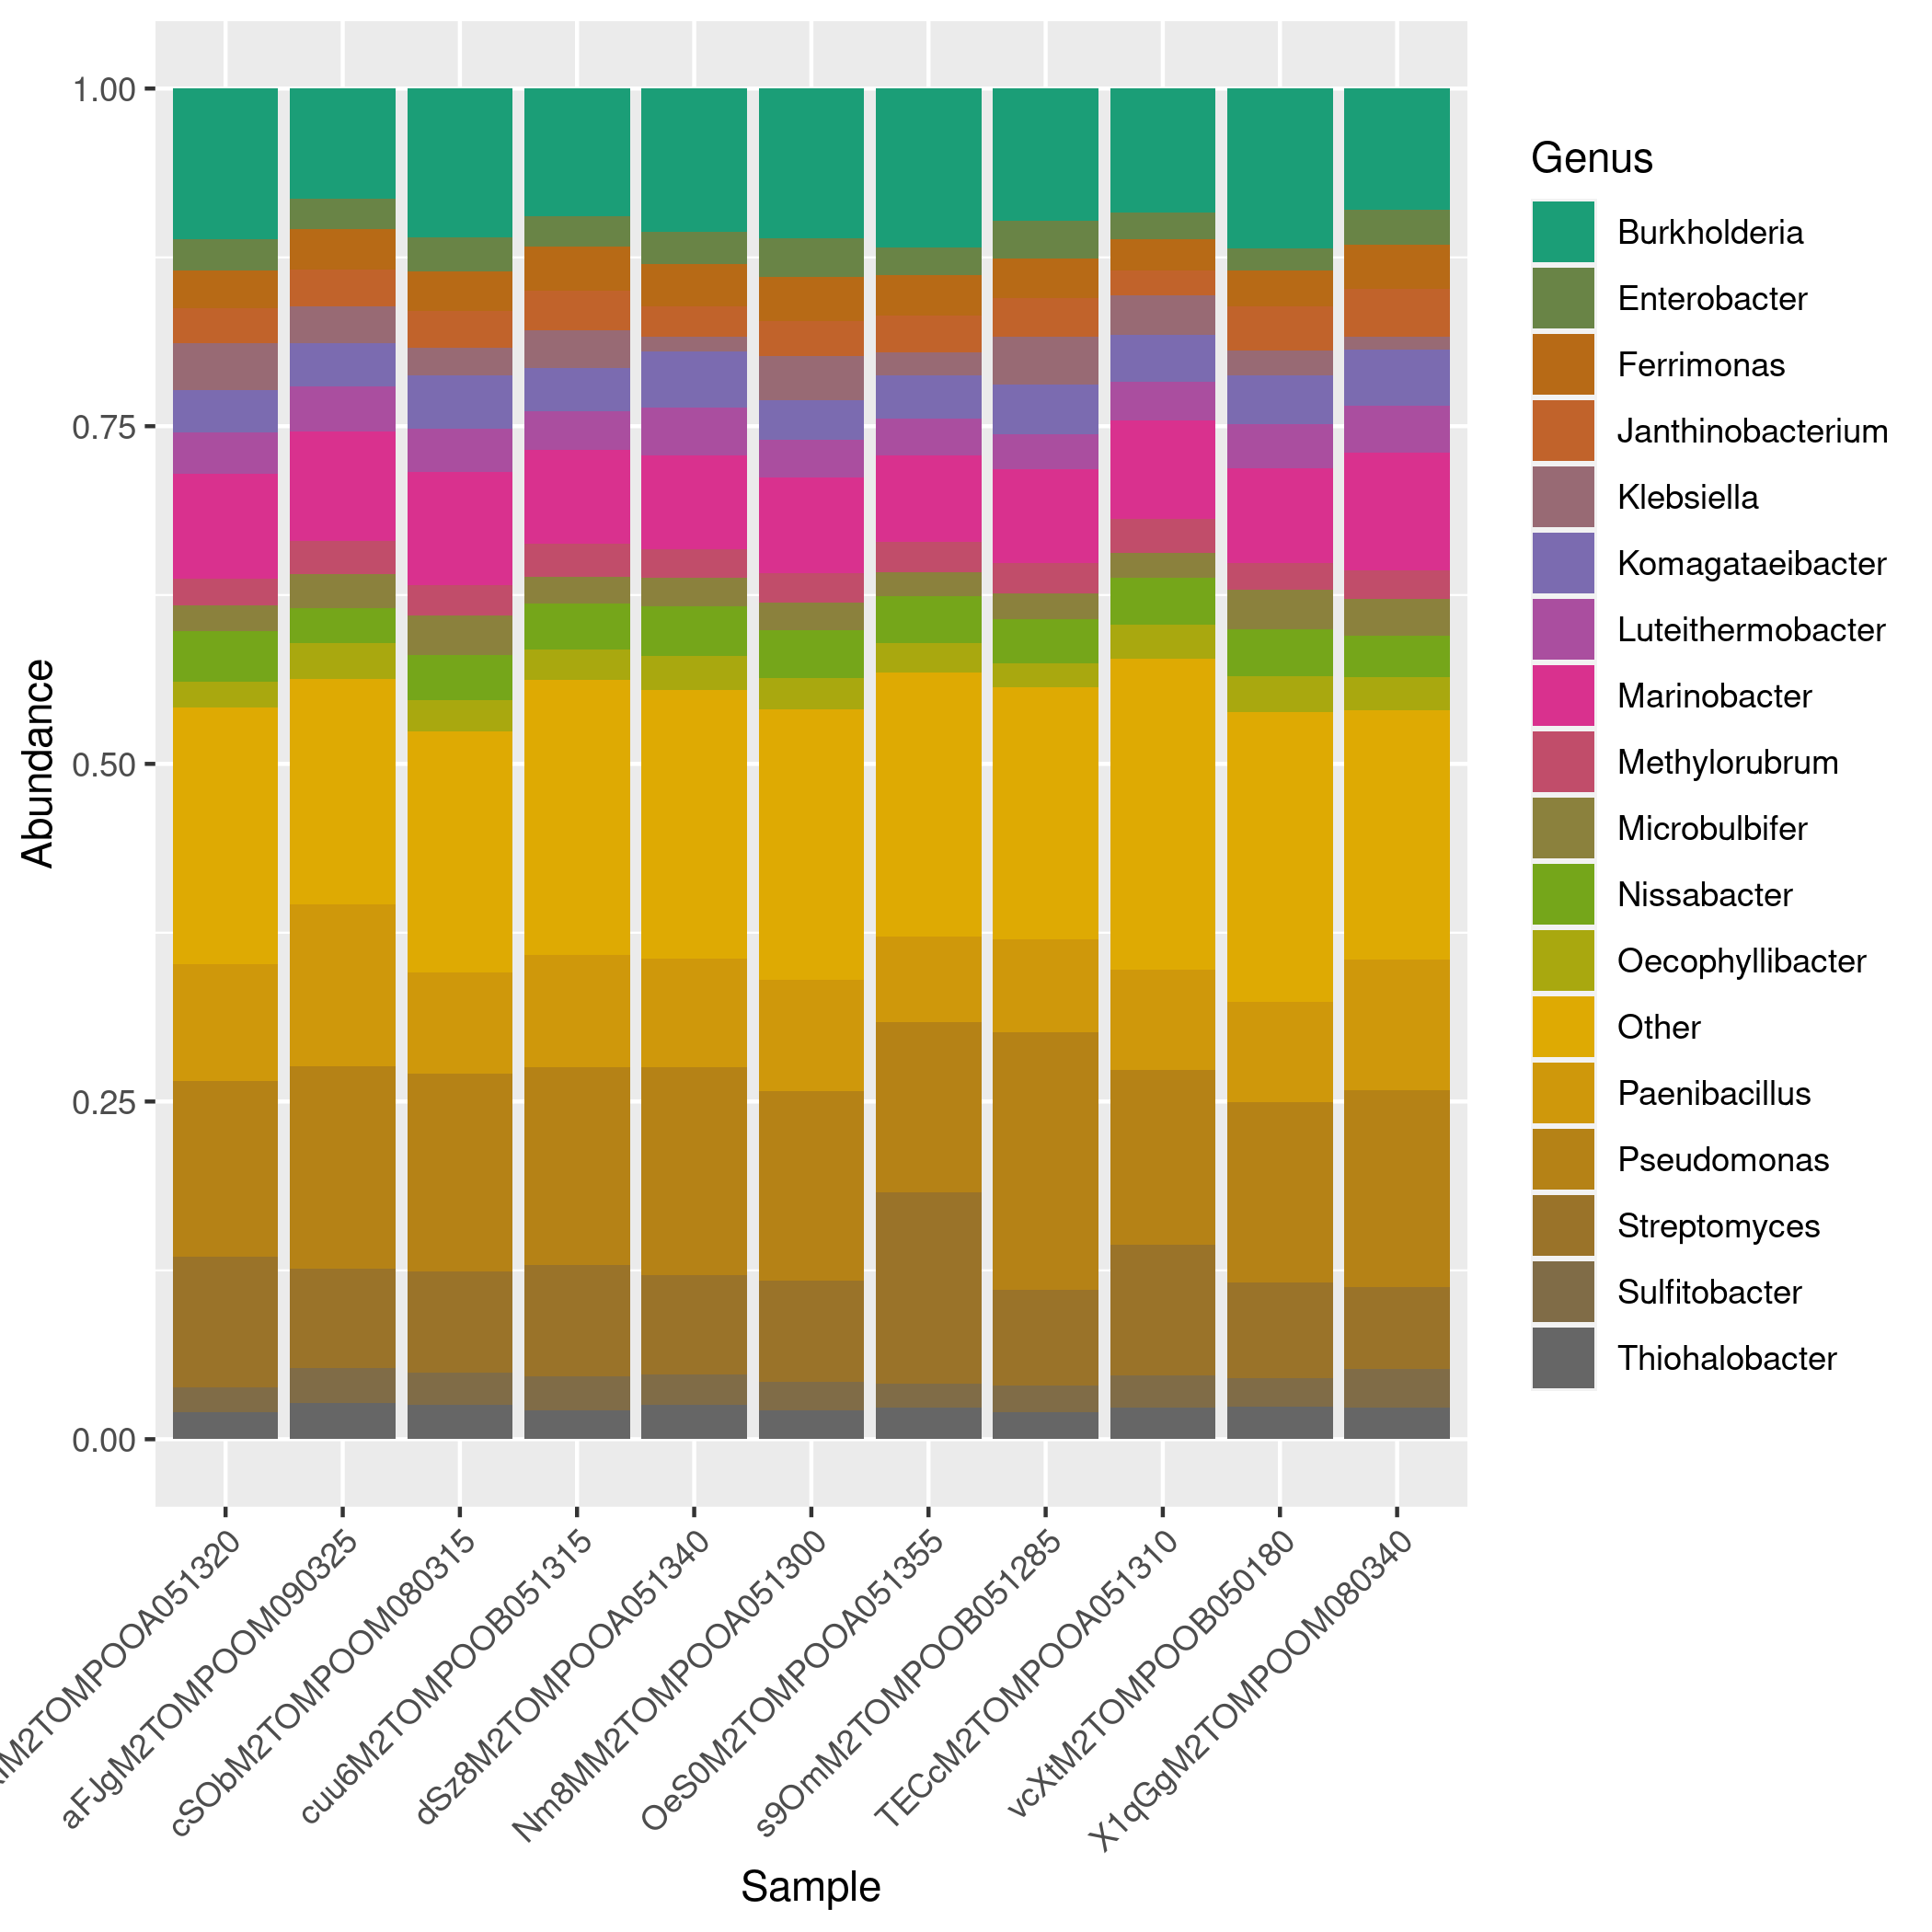 1.00
0.75
0.50
0.25
0.00
Abundance
M2TOMPOOA051320
aFJgM2TOMPOOM090325
cSObM2TOMPOOM080315
cuu6M2TOMPOOB051315
dSz8M2TOMPOOA051340
Nm8MM2TOMPOOA051300
OeS0M2TOMPOOA051355
s9OmM2TOMPOOB051285
TECcM2TOMPOOA051310
vcXtM2TOMPOOB050180
X1qGgM2TOMPOOM080340
Sample
Genus
Burkholderia
Enterobacter
Ferrimonas
Janthinobacterium
Klebsiella
Komagataeibacter
Luteithermobacter
Marinobacter
Methylorubrum
Microbulbifer
Nissabacter
Oecophyllibacter
Other
Paenibacillus
Pseudomonas
Streptomyces
Sulfitobacter
Thiohalobacter